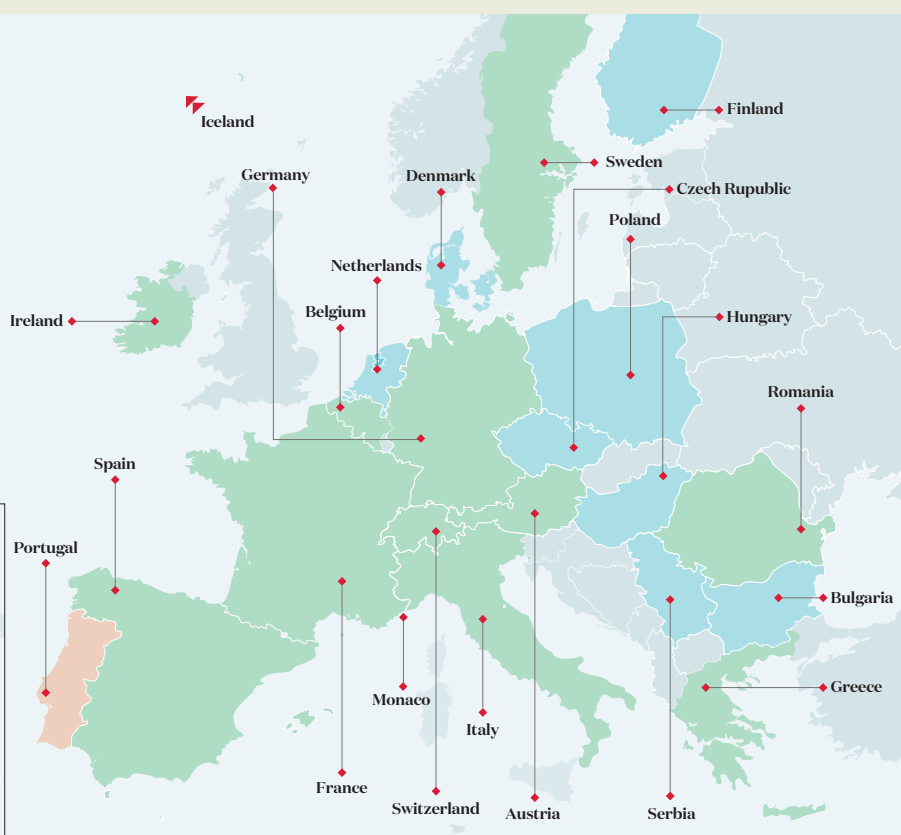 Finland
Iceland
Sweden
Germany
Denmark
Czech Rupublic
Poland
Netherlands
Belgium
Hungary
Ireland
Romania
Spain
Portugal
Bulgaria
Monaco
Greece
Italy
France
Switzerland
Austria
Serbia